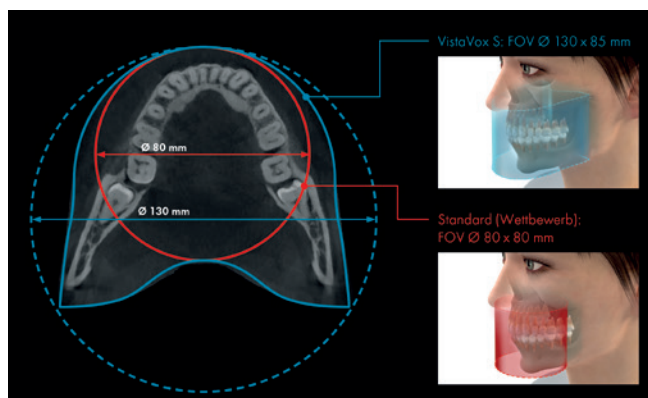 VistaVox S: FOV Ø 130 x 85 mm
Ø 80 mm
Ø 130 mm
Standard (Wettbewerb):
FOV Ø 80 x 80 mm